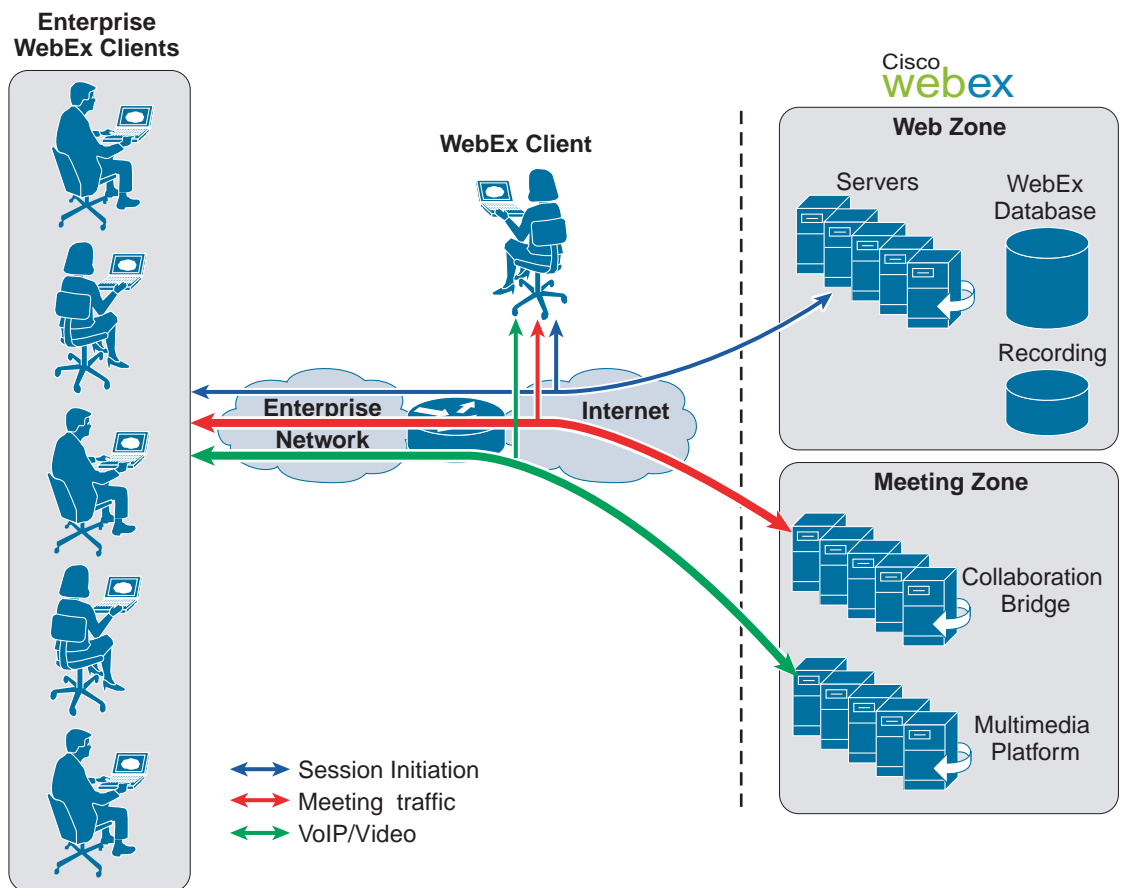 Enterprise
WebEx Clients
WebEx Client
Enterprise
Network
Internet
Session Initiation
Meeting traffic
VoIP/Video
Cisco
webex
Web Zone
Servers
WebEx
Database
Recording
Meeting Zone
Collaboration
Bridge
Multimedia
Platform